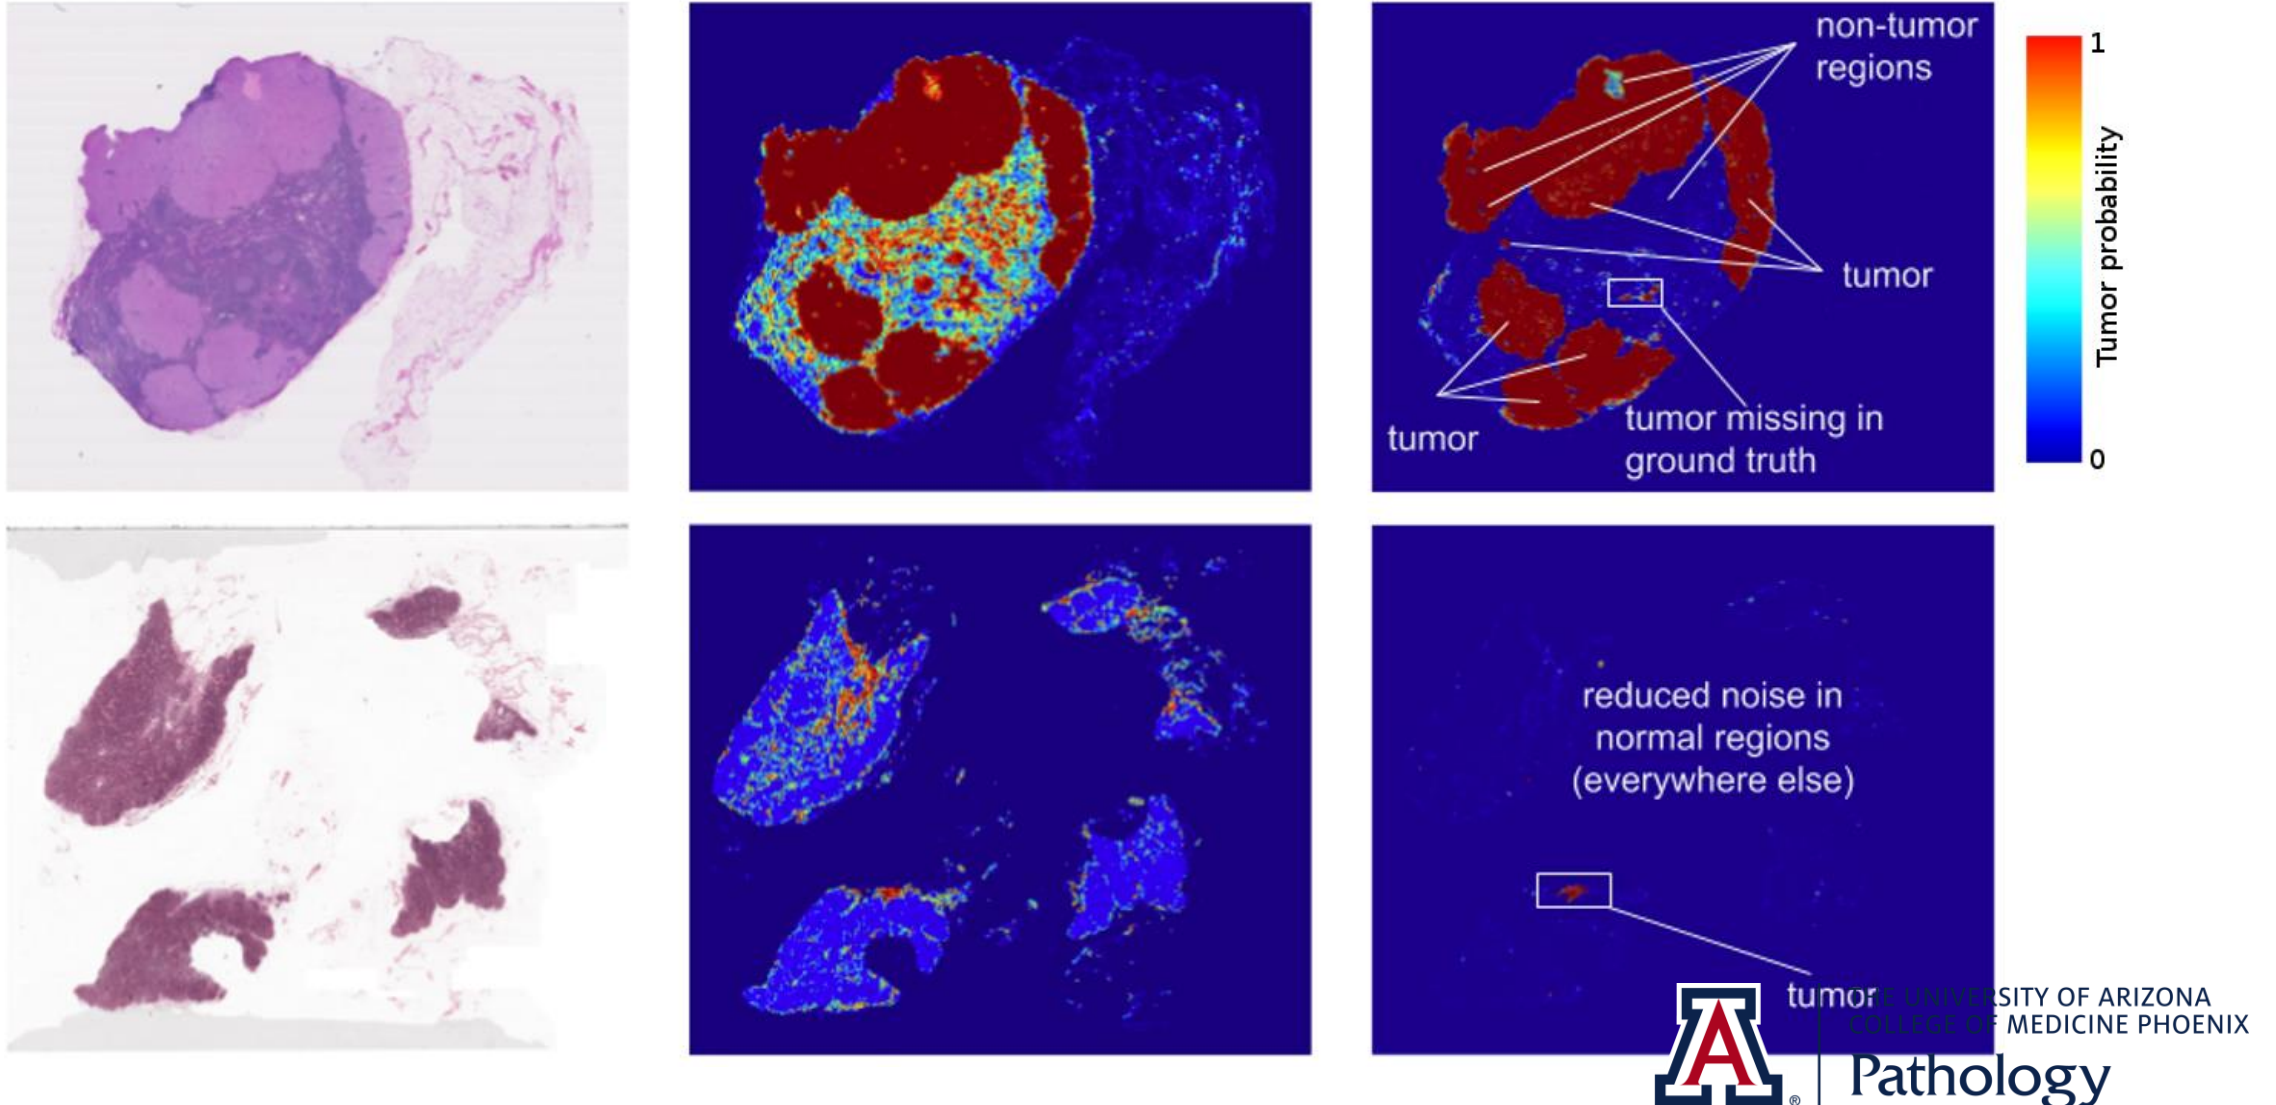 non-tumor
regions
1
Tumor probability
0
tumor
tumor
tumor missing in
ground truth
reduced noise in
normal regions
(everywhere else)
tumor
THE UNIVERSITY OF ARIZONA
COLLEGE OF MEDICINE PHOENIX
A
®
Pathology